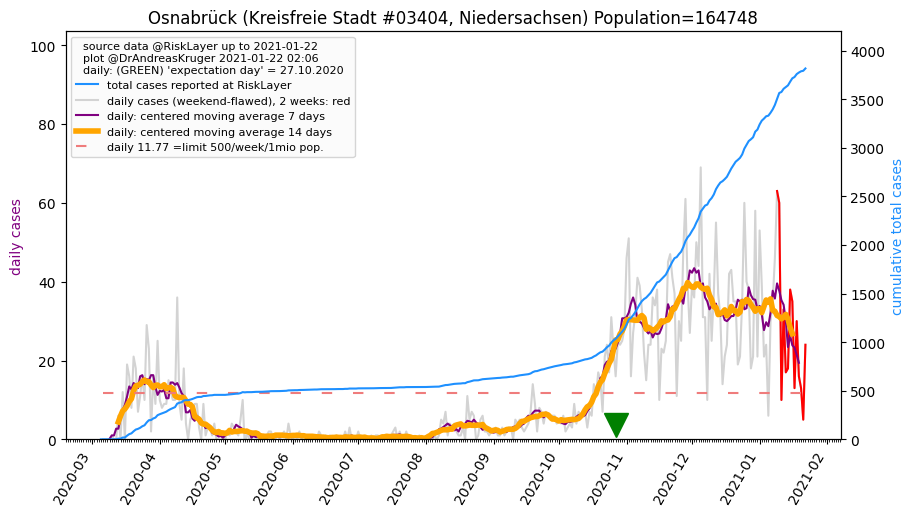 Osnabrück (Kreisfreie Stadt #03404, Niedersachsen) Population=164748
source data @RiskLayer up to 2021-01-22
plot @DrAndreasKruger 2021-01-22 02:06
daily: (GREEN) 'expectation day' = 27.10.2020
total cases reported at RiskLayer
daily cases (weekend-flawed), 2 weeks: red
daily: centered moving average 7 days
daily: centered moving average 14 days
daily 11.77 =limit 500/week/1mio pop.
daily cases
100
80
60
40
20
0
cumulative total cases
4000
3500
3000
2500
2000
1500
1000
500
0
2020-03
2020-04
2020-05
2020-06
2020-07
2020-08
2020-09
2020-10
2020-11
2020-12
2021-01
2021-02